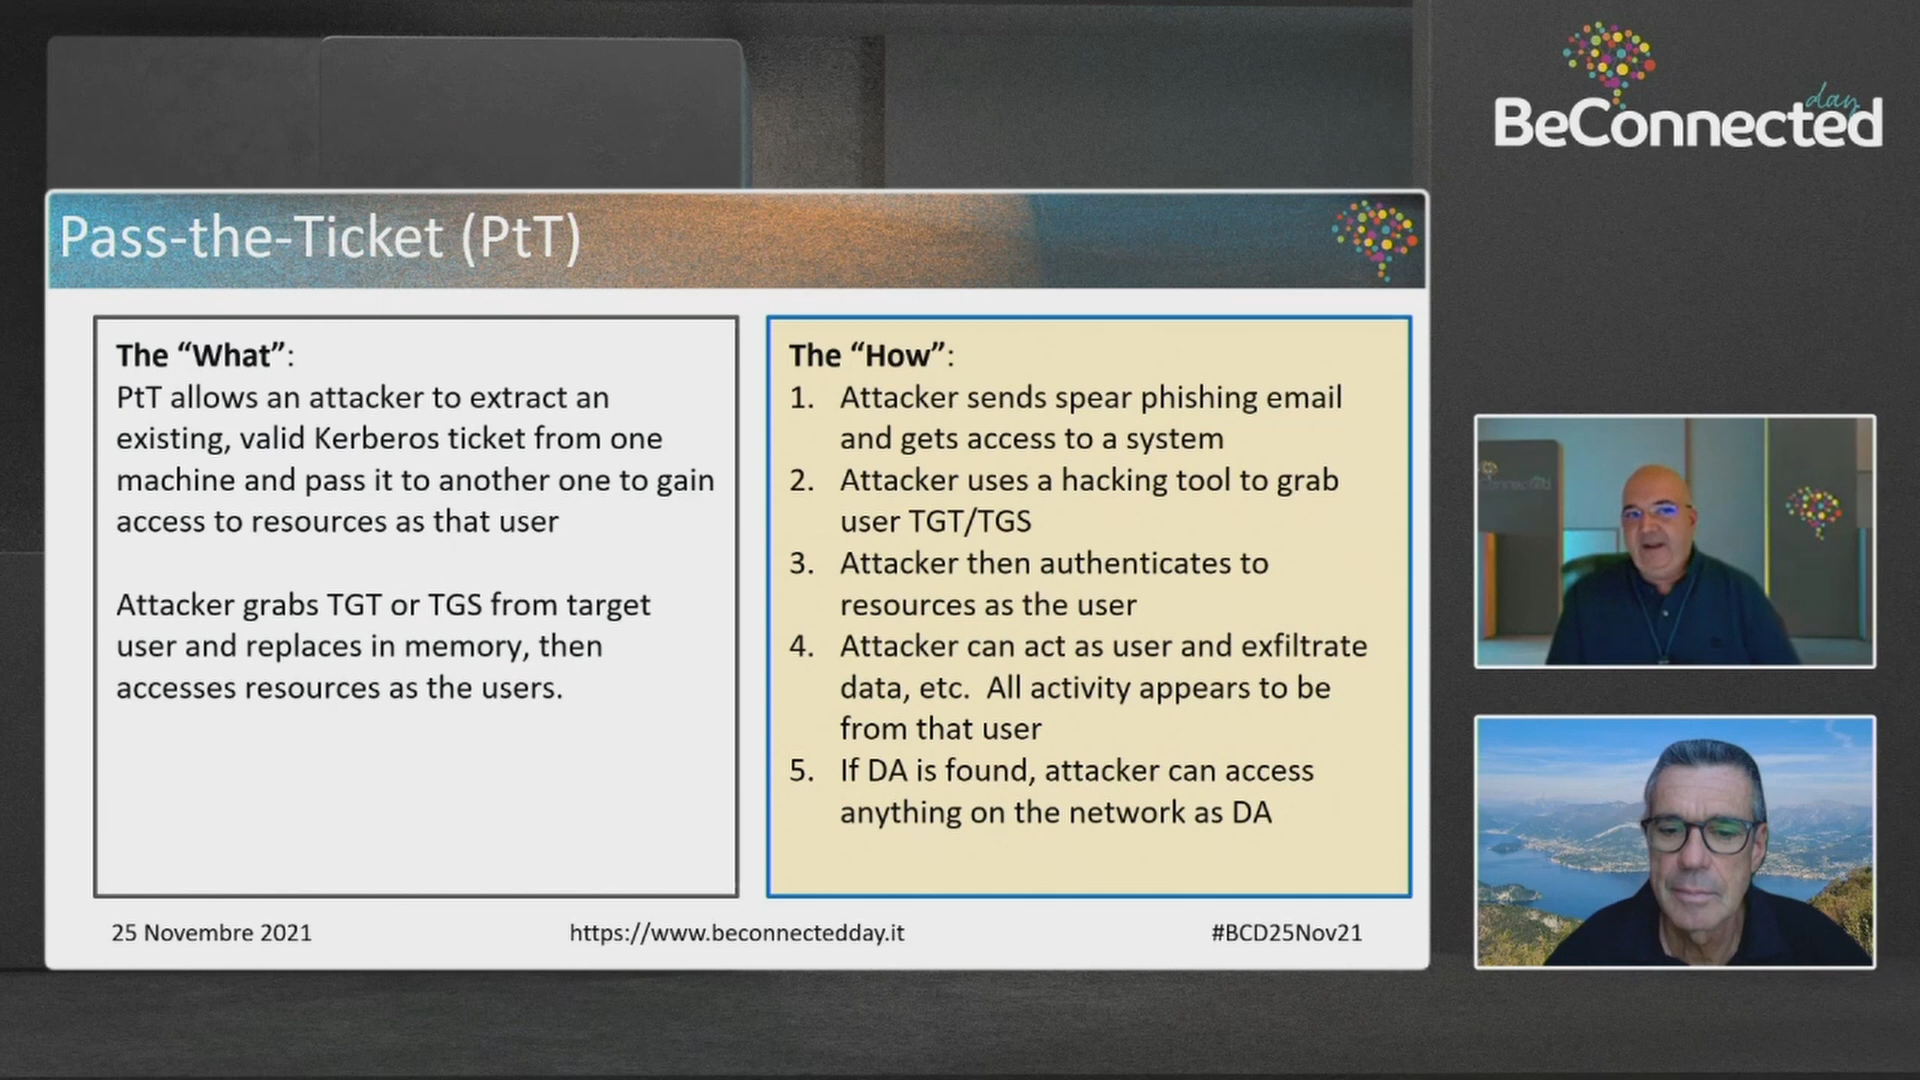 day
BeConnected
Pass-the-Ticket (PtT)
The “What”:
PtT allows an attacker to extract an
existing, valid Kerberos ticket from one
machine and pass it to another one to gain
access to resources as that user
Attacker grabs TGT or TGS from target
user and replaces in memory, then
accesses resources as the users.
The “How”:
1. Attacker sends spear phishing email
and gets access to a system
2. Attacker uses a hacking tool to grab
user TGT/TGS
3. Attacker then authenticates to
resources as the user
4. Attacker can act as user and exfiltrate
data, etc.  All activity appears to be
from that user
5. If DA is found, attacker can access
anything on the network as DA
25 Novembre 2021
https://www.beconnectedday.it
#BCD25Nov21